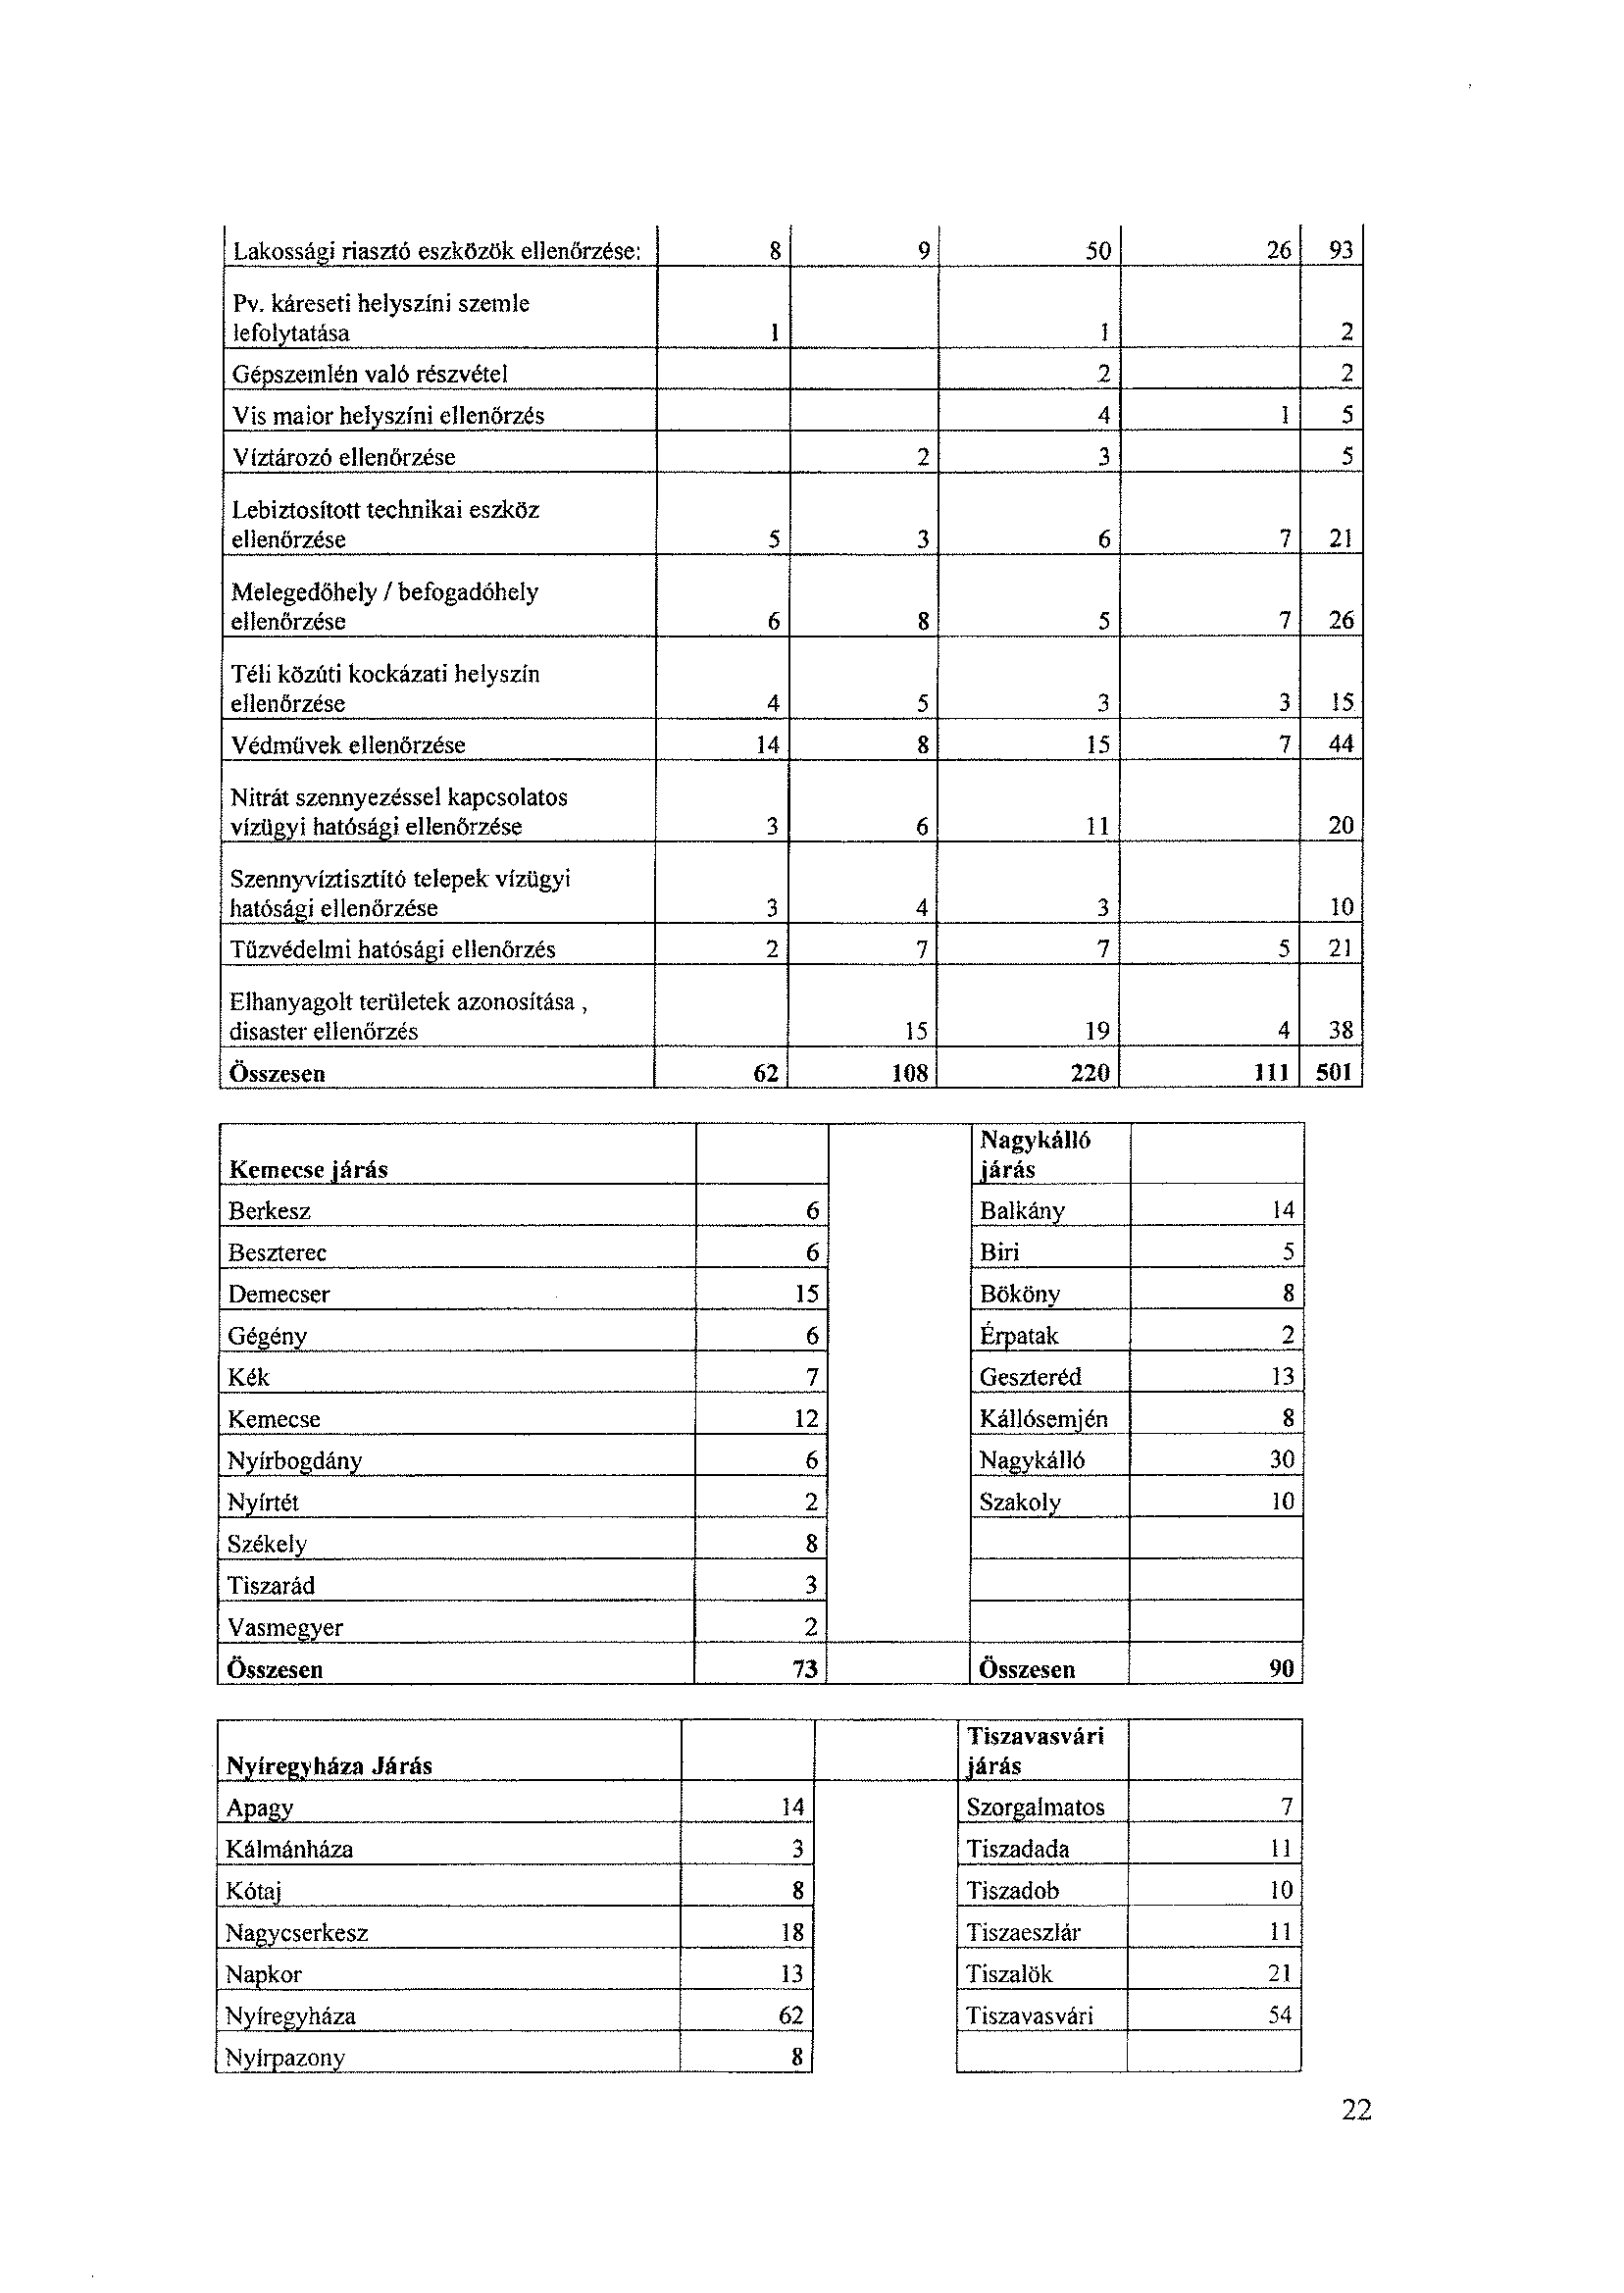 Lakossági riasztó eszközök ellenőrzése: 8 9 50 26 93
Pv. káreseti helyszíni szemle
lefolytatása 1 1 2
Gépszemlén való részvétel 2 2
Vis maior helyszíni ellenőrzés 4 1 5
Víztározó ellenőrzése 2 3 5
Lebiztosított technikai eszköz
ellenőrzése 5 3 6 7 21
Melegedőhely / befogadóhely
ellenőrzése 6 8 5 7 26
Téli közúti kockázati helyszín
ellenőrzése 4 5 3 3 15
Védművek ellenőrzése 14 8 15 7 44
Nitrát szennyezéssel kapcsolatos
vízügyi hatósági ellenőrzése 3 6 11 20
Szennyvíztisztító telepek vízügyi
hatósági ellenőrzése 3 4 3 10
Tűzvédelmi hatósági ellenőrzés 2 7 7 5 21
Elhanyagolt területek azonosítása ,
disaster ellenőrzés 15 19 4 38
Összesen 62 108 220 111 501
Nagykálló
Kemecse járás járás
Berkesz 6 Balkány 14
Beszterec 6 Biri 5
Demecser 15 Bököny 8
Gégény 6 Érpatak 2
Kék 7 Geszteréd 13
Kemecse 12 Kállósemjén 8
Nyírbogdány 6 Nagykálló 30
Nyírtét 2 Szakoly 10
Székely 8
Tiszarád 3
Vasmegyer 2
Összesen 73 Összesen 90
Tiszavasvári
Nyíregyháza Járás járás
Apagy 14 Szorgalmatos 7
Kálmánháza 3 Tiszadada 11
Kótaj 8 Tiszadob 10
Nagycserkesz 18 Tiszaeszlár 11
Napkor 13 Tiszalök 21
Nyíregyháza 62 Tiszavasvári 54
Nyírpazony 8
22